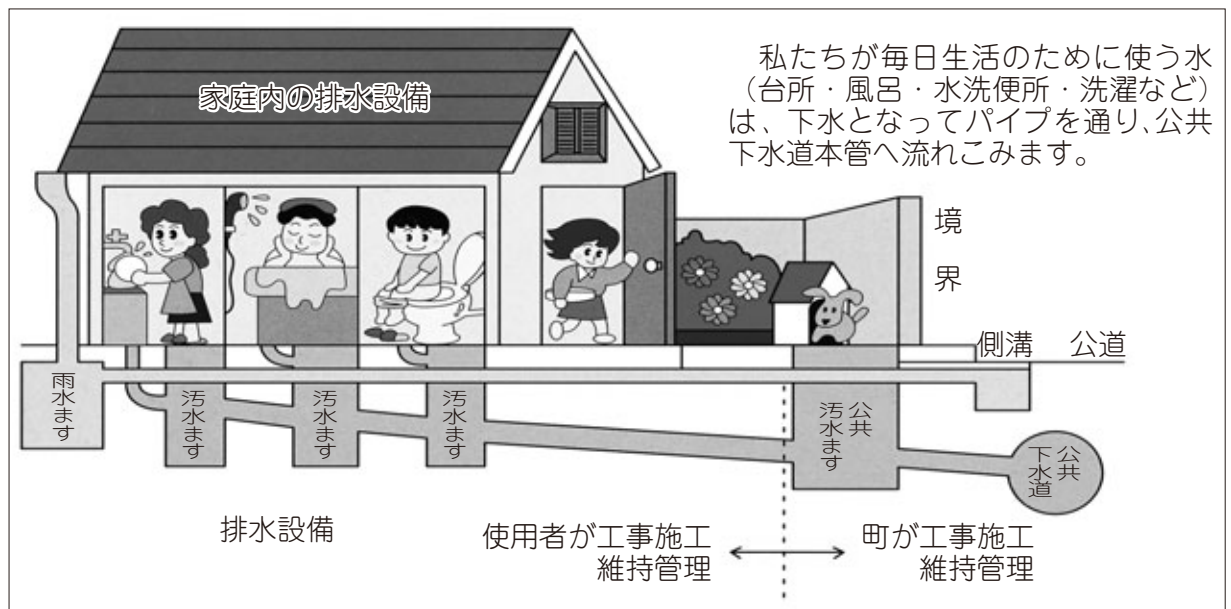 家庭内の排水設備
私たちが毎日生活のために使う水
（台所・風呂・水洗便所・洗濯など）
は、下水となってパイプを通り、公共
下水道本管へ流れこみます。
境界
側溝
公道
雨水ます
汚水ます
汚水ます
汚水ます
公共
汚水ます
公共
下水道
排水設備
使用者が工事施工
維持管理
町が工事施工
維持管理